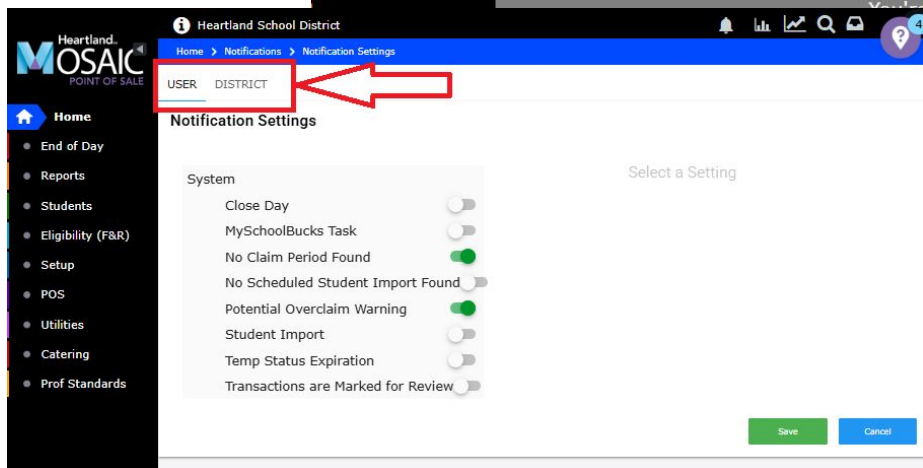 You're
Heartland School District
4
?
Heartland
MOSAIC
POINT OF SALE
Home > Notifications > Notification Settings
USER DISTRICT
Home
End of Day
Reports
Students
Eligibility (F&R)
Setup
POS
Utilities
Catering
Prof Standards
Notification Settings
System
Close Day
MySchoolBucks Task
No Claim Period Found
No Scheduled Student Import Found
Potential Overclaim Warning
Student Import
Temp Status Expiration
Transactions are Marked for Review
Select a Setting
Save
Cancel